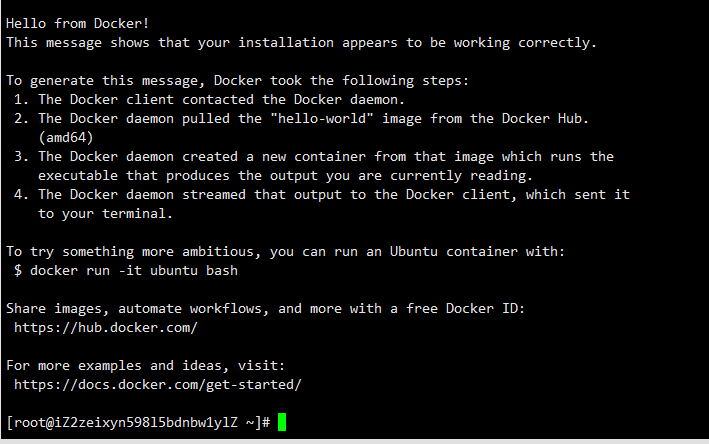 Hello from Docker!
This message shows that your installation appears to be working correctly.
To generate this message, Docker took the following steps:
1. The Docker client contacted the Docker daemon.
2. The Docker daemon pulled the "hello-world" image from the Docker Hub.
(amd64)
3. The Docker daemon created a new container from that image which runs the
executable that produces the output you are currently reading.
4. The Docker daemon streamed that output to the Docker client, which sent it
to your terminal.
To try something more ambitious, you can run an Ubuntu container with:
$ docker run -it ubuntu bash
Share images, automate workflows, and more with a free Docker ID:
https://hub.docker.com/
For more examples and ideas, visit:
https://docs.docker.com/get-started/
[root@iZ2zeixyn598l5bdnbw1ylZ ~]#